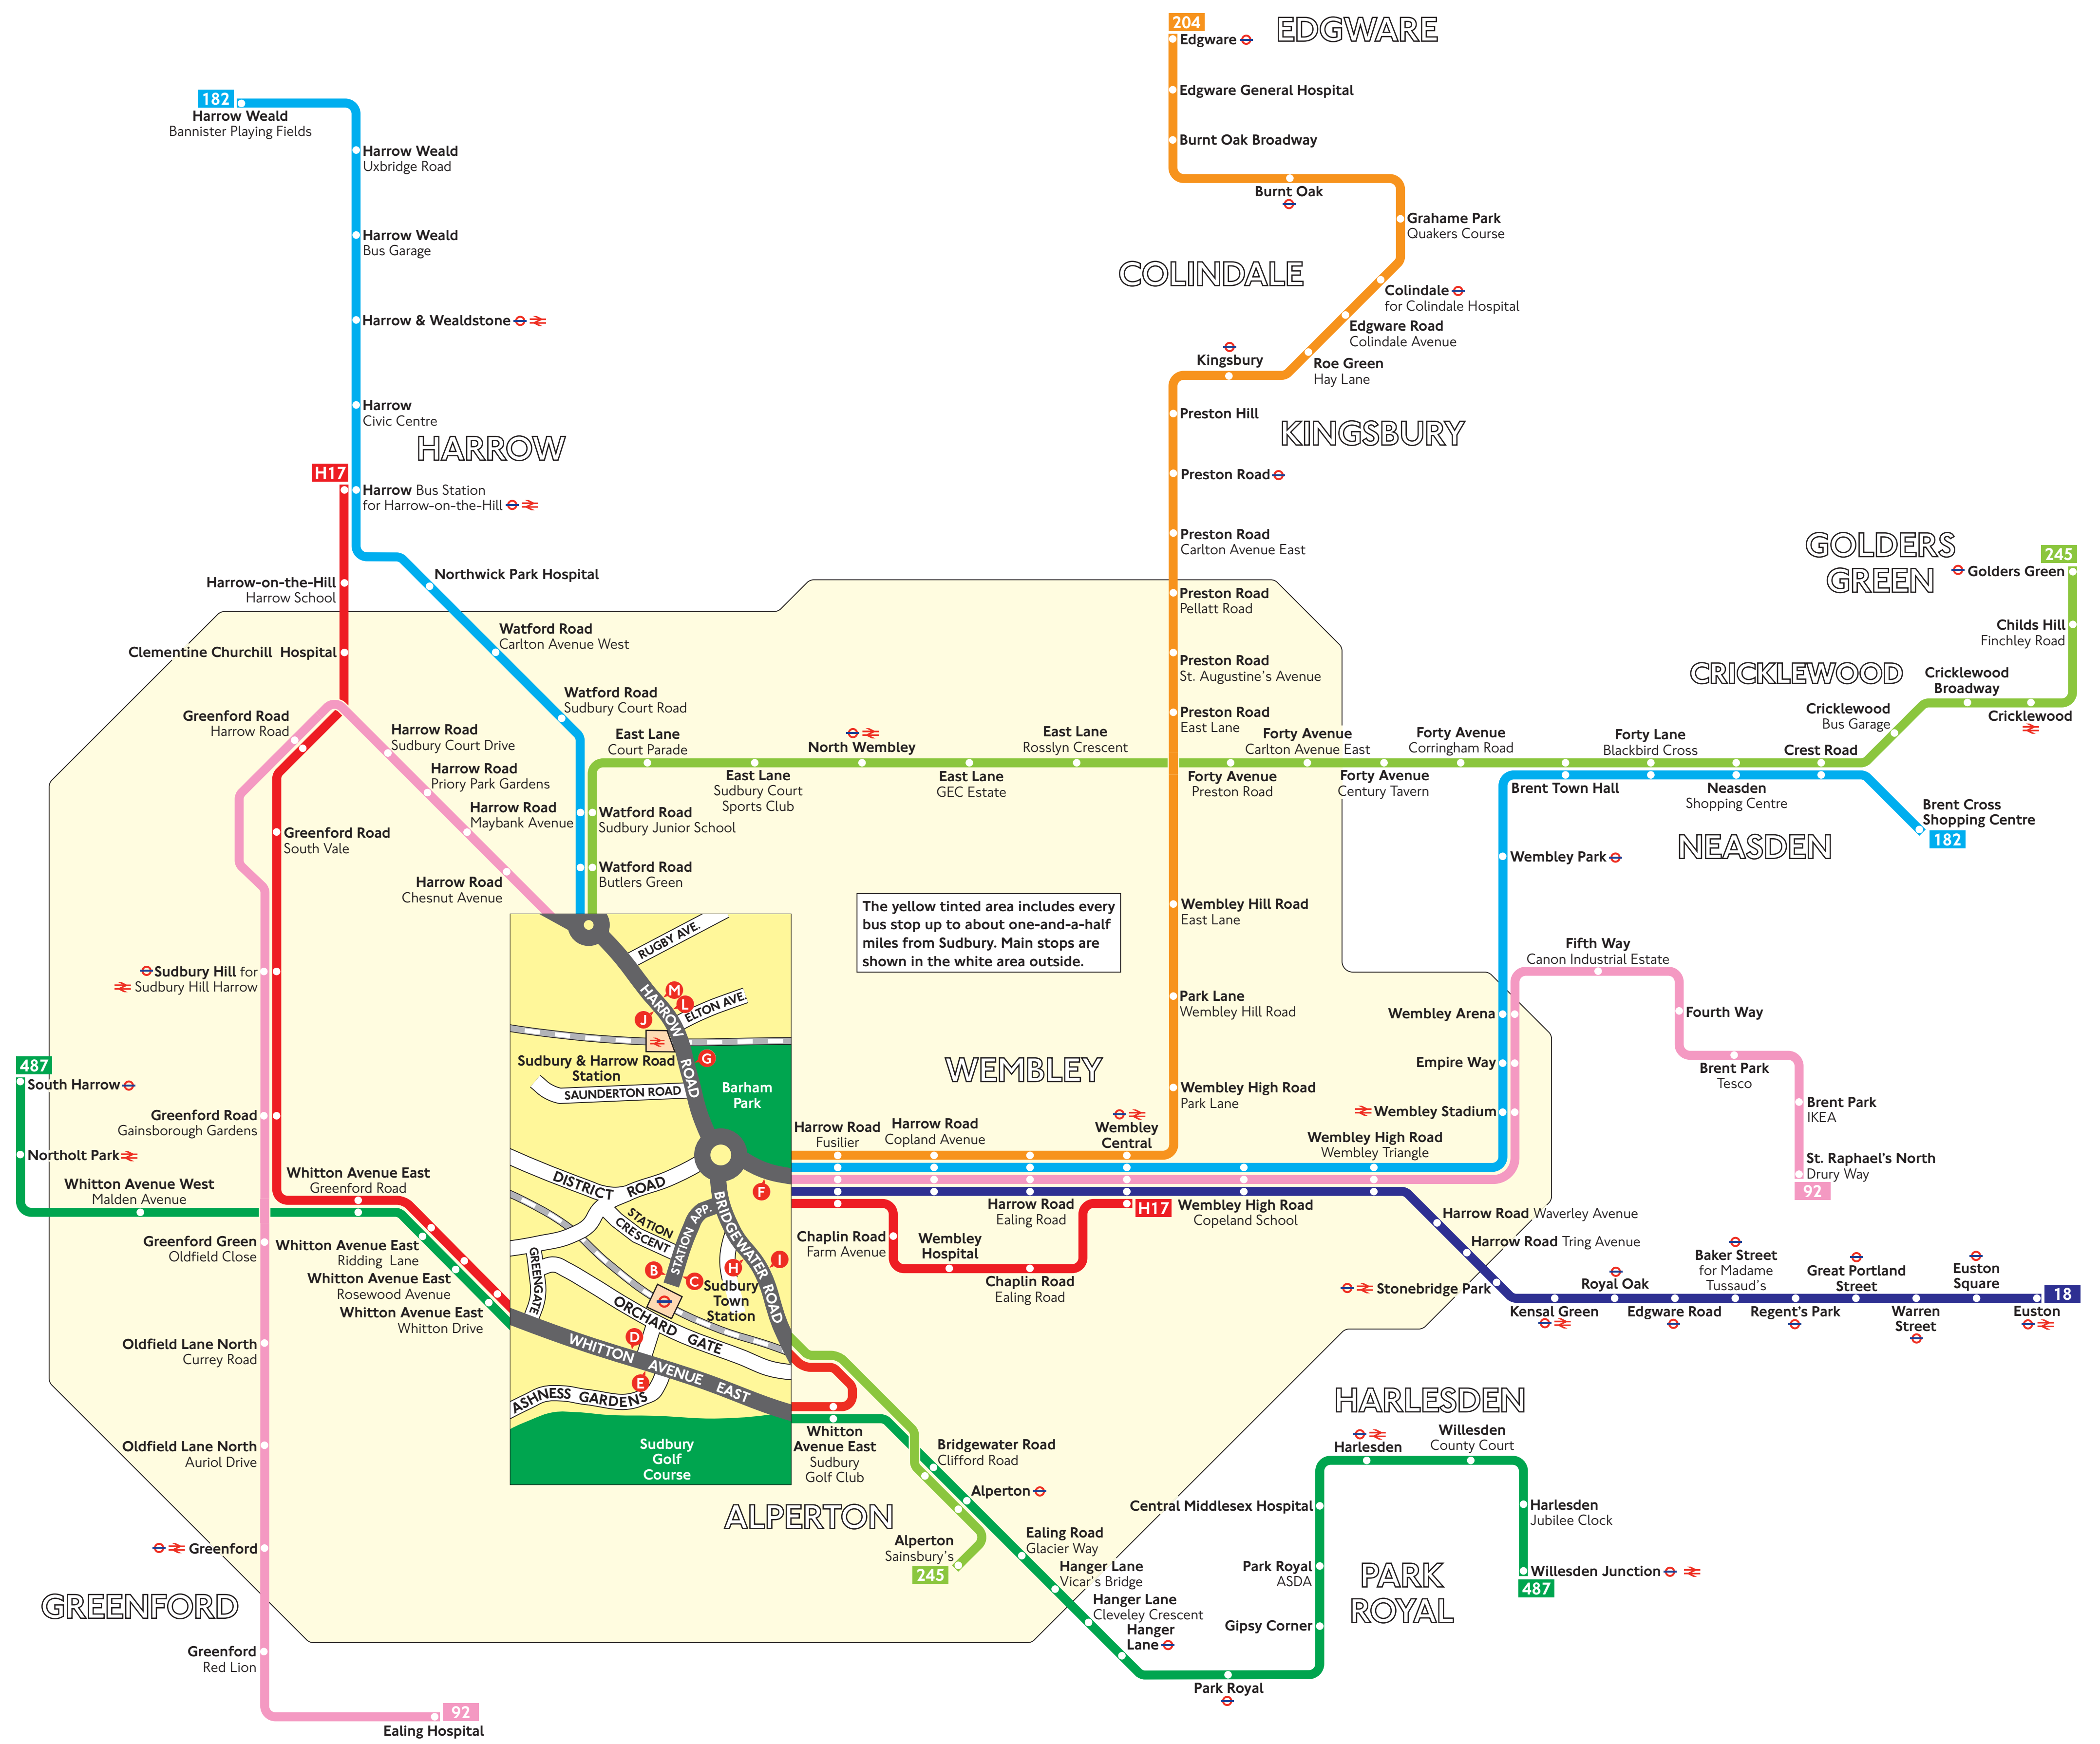 204
Edgware
EDGWARE
Edgware General Hospital
Burnt Oak Broadway
Burnt Oak
Grahame Park
Quakers Course
COLINDALE
Colindale
for Colindale Hospital
Edgware Road
Colindale Avenue
Roe Green
Hay Lane
Kingsbury
KINGSBURY
Preston Hill
Preston Road
Preston Road
Carlton Avenue East
Preston Road
Pellatt Road
Preston Road
St. Augustine's Avenue
Preston Road
East Lane
Wembley Hill Road
East Lane
Park Lane
Wembley Hill Road
Wembley High Road
Park Lane
182
Harrow Weald
Bannister Playing Fields
Harrow Weald
Uxbridge Road
Harrow Weald
Bus Garage
Harrow & Wealdstone
Harrow
Civic Centre
HARROW
H17
Harrow Bus Station
for Harrow-on-the-Hill
Northwick Park Hospital
Harrow-on-the-Hill
Harrow School
Watford Road
Carlton Avenue West
Clementine Churchill Hospital
Watford Road
Sudbury Court Road
Greenford Road
Harrow Road
Harrow Road
Sudbury Court Drive
Harrow Road
Priory Park Gardens
Harrow Road
Maybank Avenue
Harrow Road
Chesnut Avenue
Greenford Road
South Vale
Watford Road
Sudbury Junior School
Watford Road
Butlers Green
East Lane
Court Parade
East Lane
Sudbury Court
Sports Club
North Wembley
East Lane
GEC Estate
East Lane
Rosslyn Crescent
Forty Avenue
Preston Road
Forty Avenue
Carlton Avenue East
Forty Avenue
Century Tavern
Forty Avenue
Corringham Road
Brent Town Hall
Forty Lane
Blackbird Cross
Neasden
Shopping Centre
Crest Road
Cricklewood
Bus Garage
Cricklewood
Broadway
Cricklewood
CRICKLEWOOD
Childs Hill
Finchley Road
Golders Green
GOLDERS
GREEN
245
Brent Cross
Shopping Centre
182
NEASDEN
Wembley Park
The yellow tinted area includes every
bus stop up to about one-and-a-half
miles from Sudbury. Main stops are
shown in the white area outside.
Fifth Way
Canon Industrial Estate
Fourth Way
Brent Park
Tesco
Brent Park
IKEA
St. Raphael's North
Drury Way
92
Wembley Arena
Empire Way
Wembley Stadium
WEMBLEY
Harrow Road
Fusilier
Harrow Road
Copland Avenue
Wembley
Central
Wembley High Road
Wembley Triangle
Harrow Road
Ealing Road
H17
Wembley High Road
Copeland School
Chaplin Road
Farm Avenue
Wembley
Hospital
Chaplin Road
Ealing Road
Harrow Road Waverley Avenue
Harrow Road Tring Avenue
Stonebridge Park
Kensal Green
Royal Oak
Edgware Road
Baker Street
for Madame
Tussaud's
Regent's Park
Great Portland
Street
Warren
Street
Euston
Square
Euston
18
Sudbury Hill for
Sudbury Hill Harrow
487
South Harrow
Northolt Park
Whitton Avenue West
Malden Avenue
Greenford Road
Gainsborough Gardens
Whitton Avenue East
Greenford Road
Greenford Green
Oldfield Close
Whitton Avenue East
Ridding Lane
Whitton Avenue East
Rosewood Avenue
Whitton Avenue East
Whitton Drive
Oldfield Lane North
Currey Road
Oldfield Lane North
Auriol Drive
Greenford
GREENFORD
Greenford
Red Lion
Ealing Hospital
92
RUGBY AVE.
HARROW
ROAD
ELTON AVE.
M
L
J
G
Sudbury & Harrow Road
Station
SAUNDERTON ROAD
Barham
Park
DISTRICT ROAD
F
STATION
CRESCENT
STATION APP.
BRIDGEWATER ROAD
GREENGATE
B
C
H
I
Sudbury
Town
Station
ORCHARD GATE
D
WHITTON AVENUE EAST
E
ASHNESS GARDENS
Sudbury
Golf
Course
Whitton
Avenue East
Sudbury
Golf Club
ALPERTON
Bridgewater Road
Clifford Road
Alperton
Alperton
Sainsbury's
245
Ealing Road
Glacier Way
Hanger Lane
Vicar's Bridge
Hanger Lane
Cleveley Crescent
Hanger
Lane
Park Royal
Gipsy Corner
Park Royal
ASDA
PARK
ROYAL
Central Middlesex Hospital
HARLESDEN
Harlesden
Willesden
County Court
Harlesden
Jubilee Clock
Willesden Junction
487